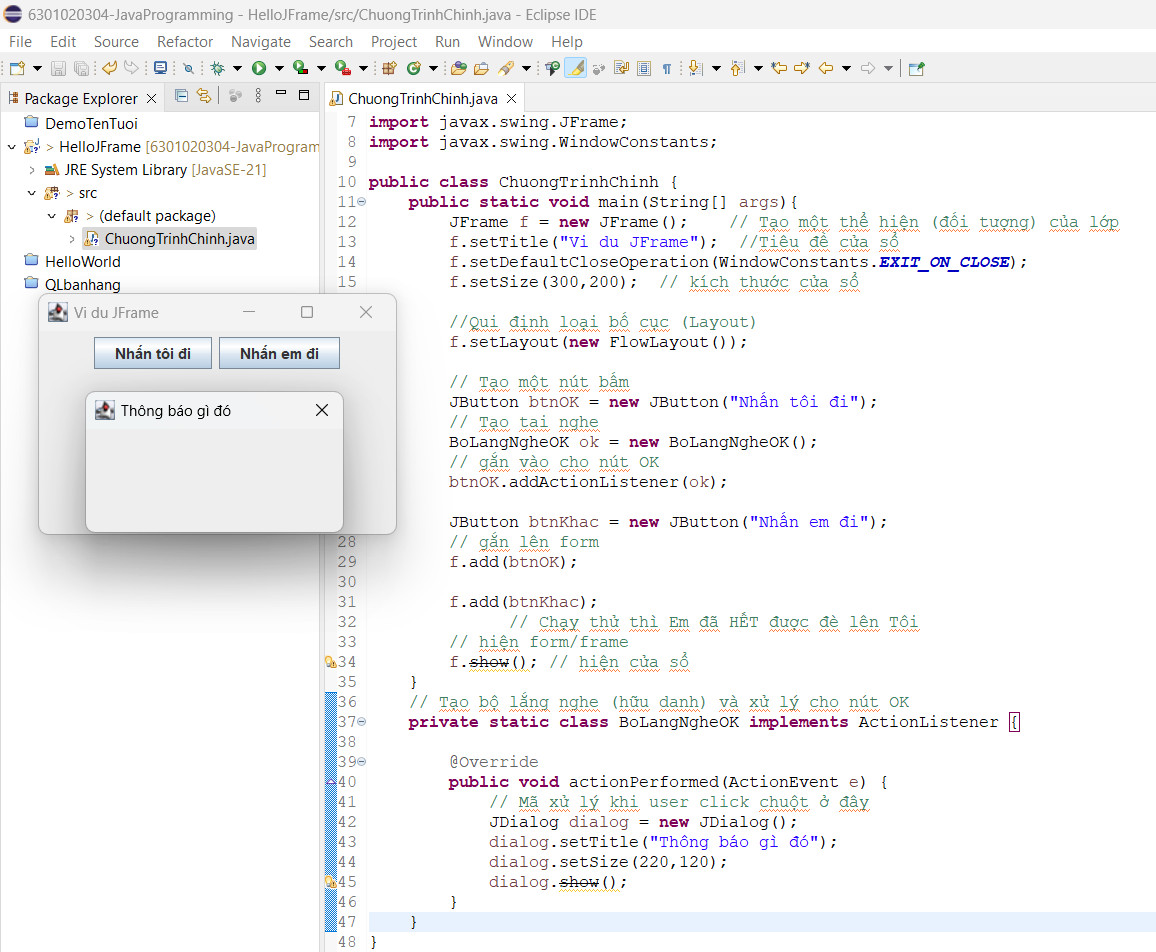 6301020304-JavaProgramming - HelloJFrame/src/ChuongTrinhChinh.java - Eclipse IDE
File Edit Source Refactor Navigate Search Project Run Window Help
Package Explorer
DemoTenTuoi
> HelloJFrame [6301020304-JavaProgram
JRE System Library [JavaSE-21]
> src
> (default package)
ChuongTrinhChinh.java
HelloWorld
QLbanhang
Vi du JFrame
Nhấn tôi đi Nhấn em đi
Thông báo gì đó
ChuongTrinhChinh.java
7 import javax.swing.JFrame;
8 import javax.swing.WindowConstants;
9
10 public class ChuongTrinhChinh {
11 public static void main(String[] args){
12 JFrame f = new JFrame(); // Tạo một thể hiện (đối tượng) của lớp
13 f.setTitle("Vi du JFrame"); //Tiêu đề cửa sổ
14 f.setDefaultCloseOperation(WindowConstants.EXIT_ON_CLOSE);
15 f.setSize(300,200); // kích thước cửa sổ
//Qui định loại bố cục (Layout)
f.setLayout(new FlowLayout());
// Tạo một nút bấm
JButton btnOK = new JButton("Nhấn tôi đi");
// Tạo tai nghe
BoLangNgheOK ok = new BoLangNgheOK();
// gắn vào cho nút OK
btnOK.addActionListener(ok);
JButton btnKhac = new JButton("Nhấn em đi");
28 // gắn lên form
29 f.add(btnOK);
30
31 f.add(btnKhac);
32 // Chạy thử thì Em đã HẾT được đè lên Tôi
33 // hiện form/frame
34 f.show(); // hiện cửa sổ
35 }
36 // Tạo bộ lắng nghe (hữu danh) và xử lý cho nút OK
37 private static class BoLangNgheOK implements ActionListener {
38
39 @Override
40 public void actionPerformed(ActionEvent e) {
41 // Mã xử lý khi user click chuột ở đây
42 JDialog dialog = new JDialog();
43 dialog.setTitle("Thông báo gì đó");
44 dialog.setSize(220,120);
45 dialog.show();
46 }
47 }
48 }